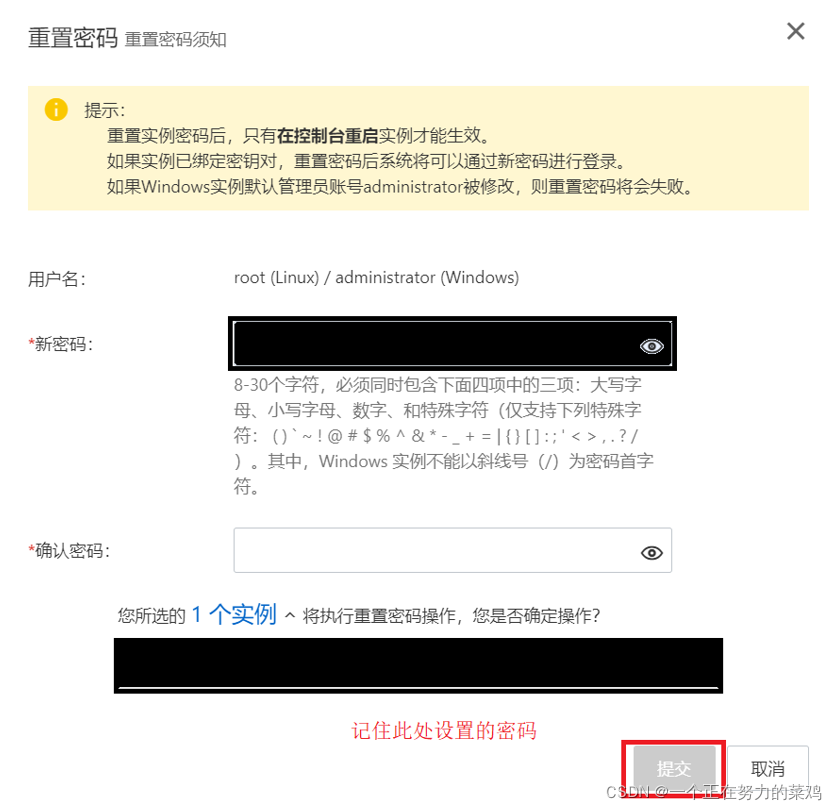 重置密码 重置密码须知
提示：
重置实例密码后，只有在控制台重启实例才能生效。
如果实例已绑定密钥对，重置密码后系统将可以通过新密码进行登录。
如果Windows实例默认管理员账号administrator被修改，则重置密码将会失败。
用户名： root (Linux) / administrator (Windows)
*新密码：
8-30个字符，必须同时包含下面四项中的三项：大写字
母、小写字母、数字、和特殊字符（仅支持下列特殊字
符： ( ) ` ~ ! @ # $ % ^ & * - _ + = | { } [ ] : ; ' < > , . ? /
）。其中，Windows 实例不能以斜线号（/）为密码首字
符。
*确认密码：
您所选的 1 个实例 将执行重置密码操作，您是否确定操作？
记住此处设置的密码
提交 取消
CSDN @一个正在努力的菜鸡